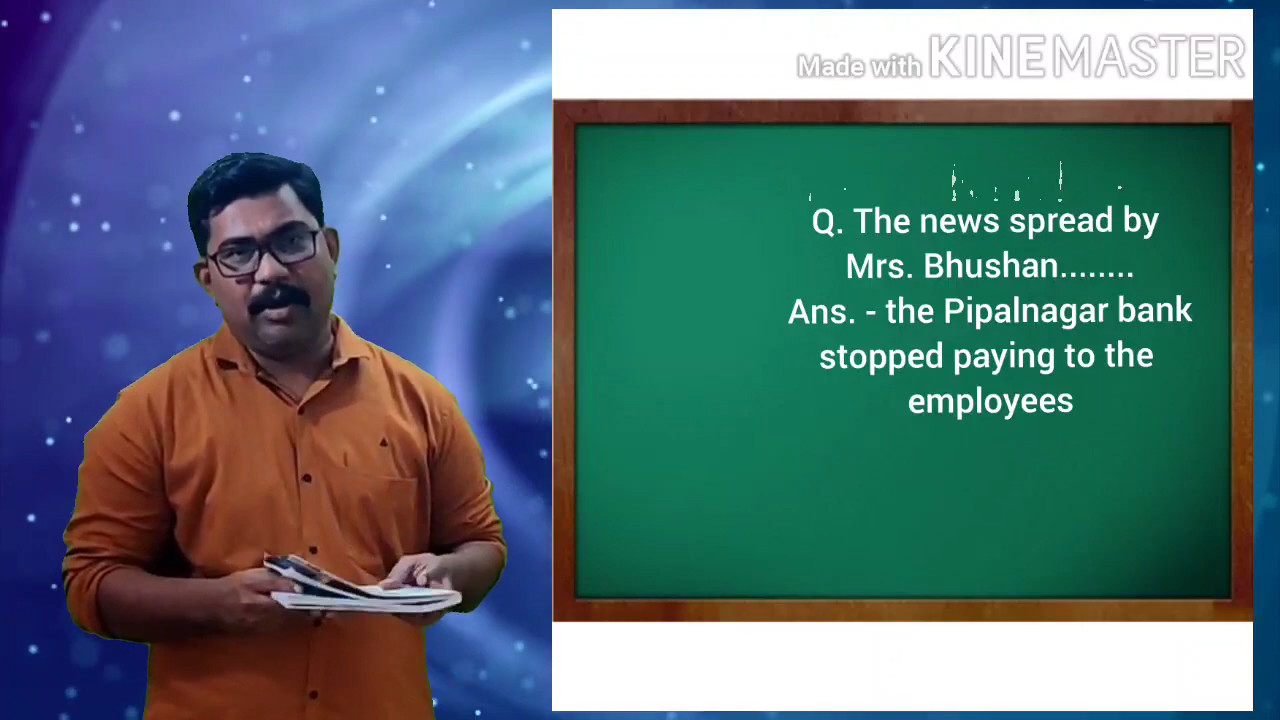 Made with KINEMASTER
Q. The news spread by
Mrs. Bhushan........
Ans. - the Pipalnagar bank
stopped paying to the
employees